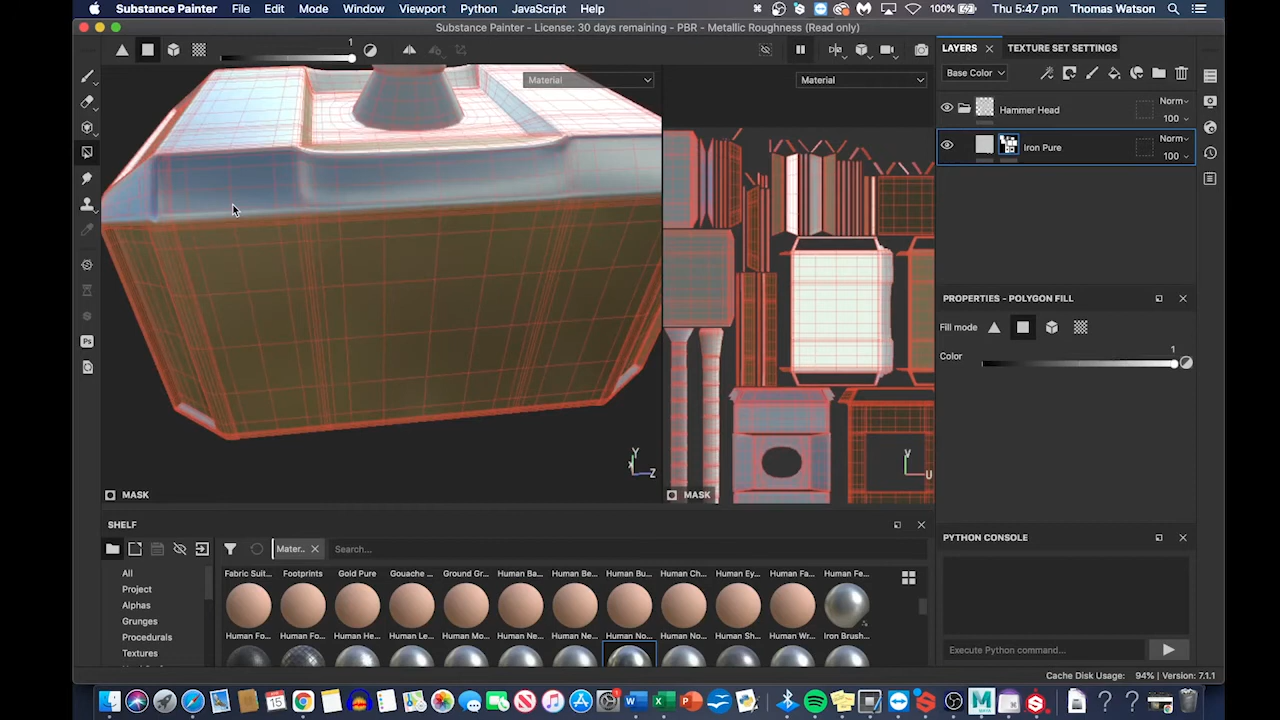 Substance Painter File Edit Mode Window Viewport Python JavaScript Help 100% Thu 5:47 pm Thomas Watson
Substance Painter - License: 30 days remaining - PBR - Metallic Roughness (Read only)
1
LAYERS
TEXTURE SET SETTINGS
Base Color
Material
Material
Hammer Head
Norm
100
Iron Pure
Norm
100
PROPERTIES - POLYGON FILL
Fill mode
Color
1
Y
Z
V
U
MASK
MASK
SHELF
Mater..
Search...
All
Project
Alphas
Grunges
Procedurals
Textures
Fabric Suit...
Footprints
Gold Pure
Gouache ...
Ground Gr...
Human Ba...
Human Be...
Human Bu...
Human Ch...
Human Ey...
Human Fa...
Human Fe...
Human Fo...
Human Fo...
Human He...
Human Le...
Human Mo...
Human Ne...
Human Ne...
Human No...
Human No...
Human Sh...
Human Wr...
Iron Brush...
PYTHON CONSOLE
Execute Python command...
Cache Disk Usage: 94% | Version: 7.1.1
Ps